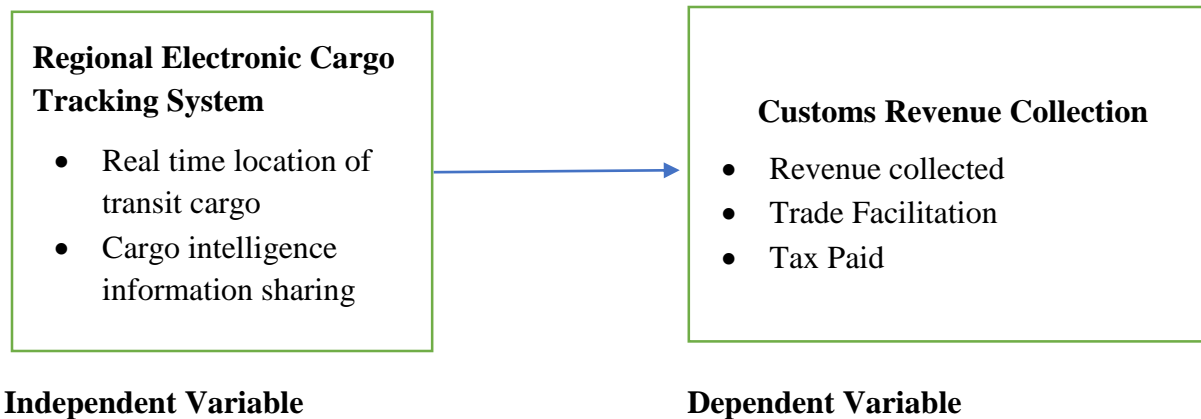 Regional Electronic Cargo
Tracking System
• Real time location of
transit cargo
• Cargo intelligence
information sharing
Customs Revenue Collection
• Revenue collected
• Trade Facilitation
• Tax Paid
Independent Variable
Dependent Variable